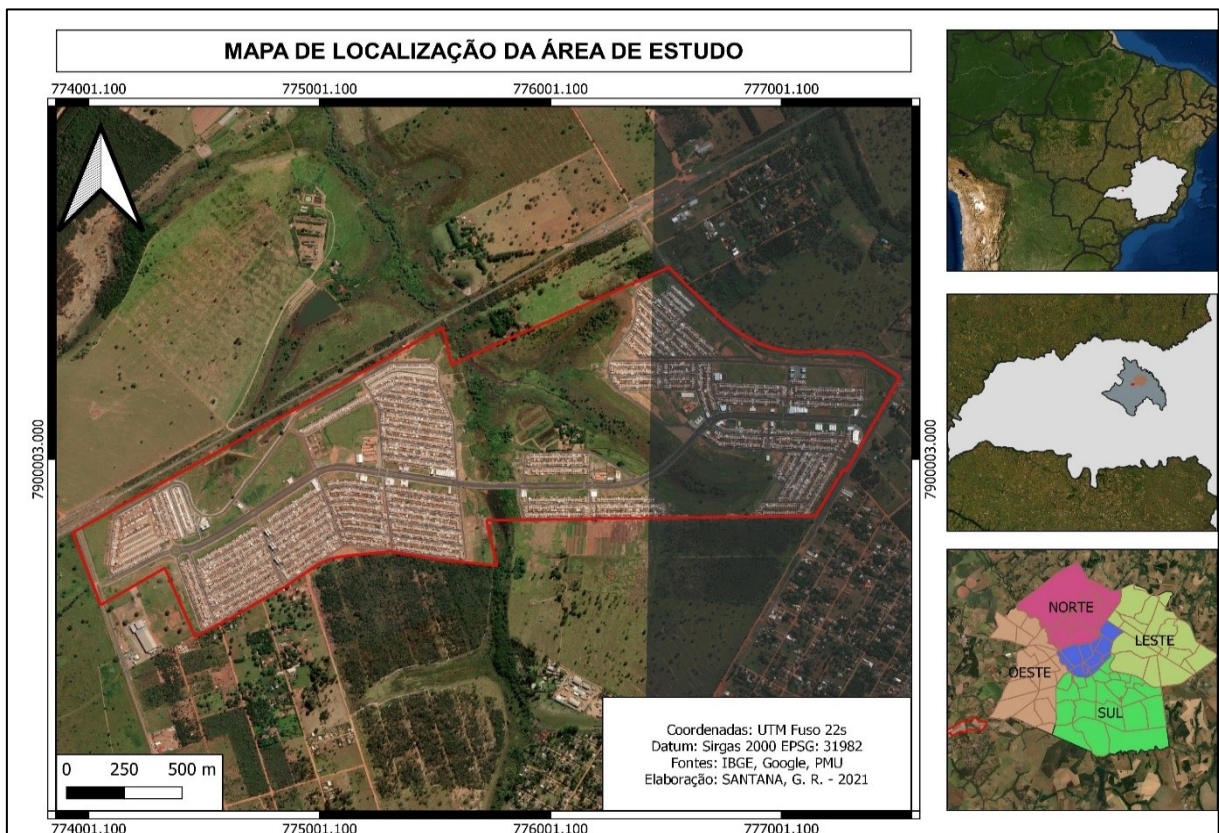 MAPA DE LOCALIZAÇÃO DA ÁREA DE ESTUDO
774001.100 775001.100 776001.100 777001.100
7900003.000
7900003.000
0 250 500 m
Coordenadas: UTM Fuso 22s
Datum: Sirgas 2000 EPSG: 31982
Fontes: IBGE, Google, PMU
Elaboração: SANTANA, G. R. - 2021
774001.100 775001.100 776001.100 777001.100
NORTE
LESTE
OESTE
SUL